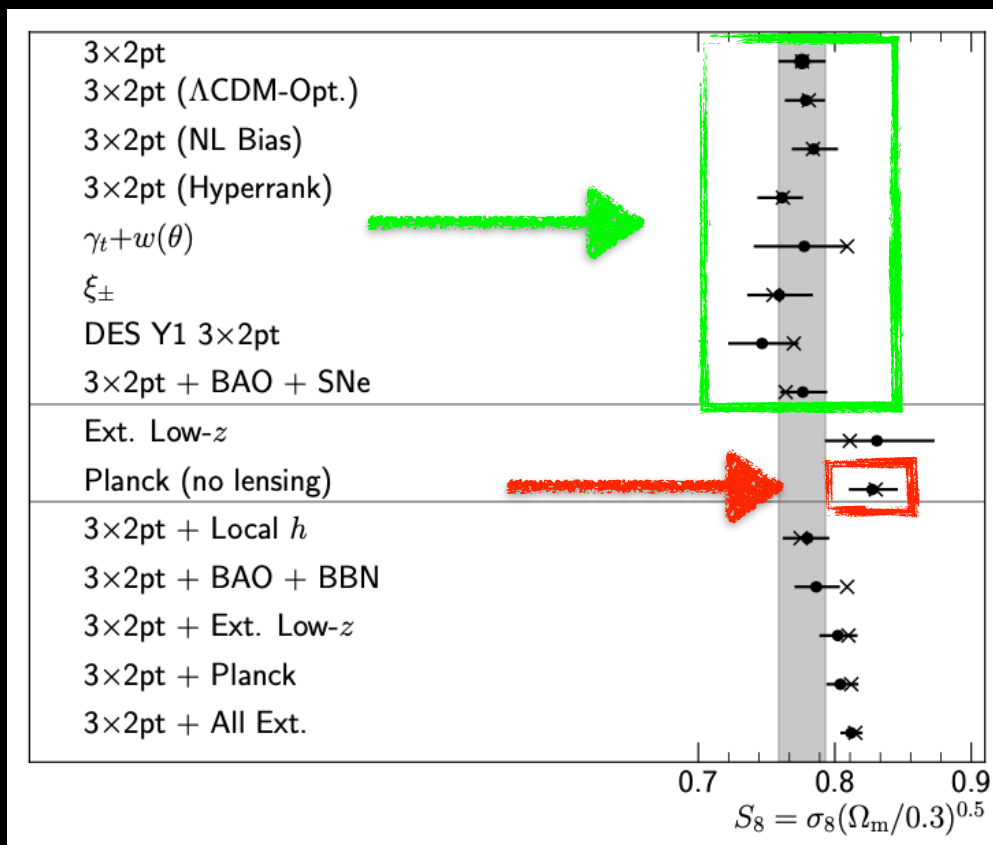 3×2pt
3×2pt (ΛCDM-Opt.)
3×2pt (NL Bias)
3×2pt (Hyperrank)
γt+w(θ)
ξ±
DES Y1 3×2pt
3×2pt + BAO + SNe
Ext. Low-z
Planck (no lensing)
3×2pt + Local h
3×2pt + BAO + BBN
3×2pt + Ext. Low-z
3×2pt + Planck
3×2pt + All Ext.
0.7 0.8 0.9
S8 = σ8(Ωm/0.3)^0.5